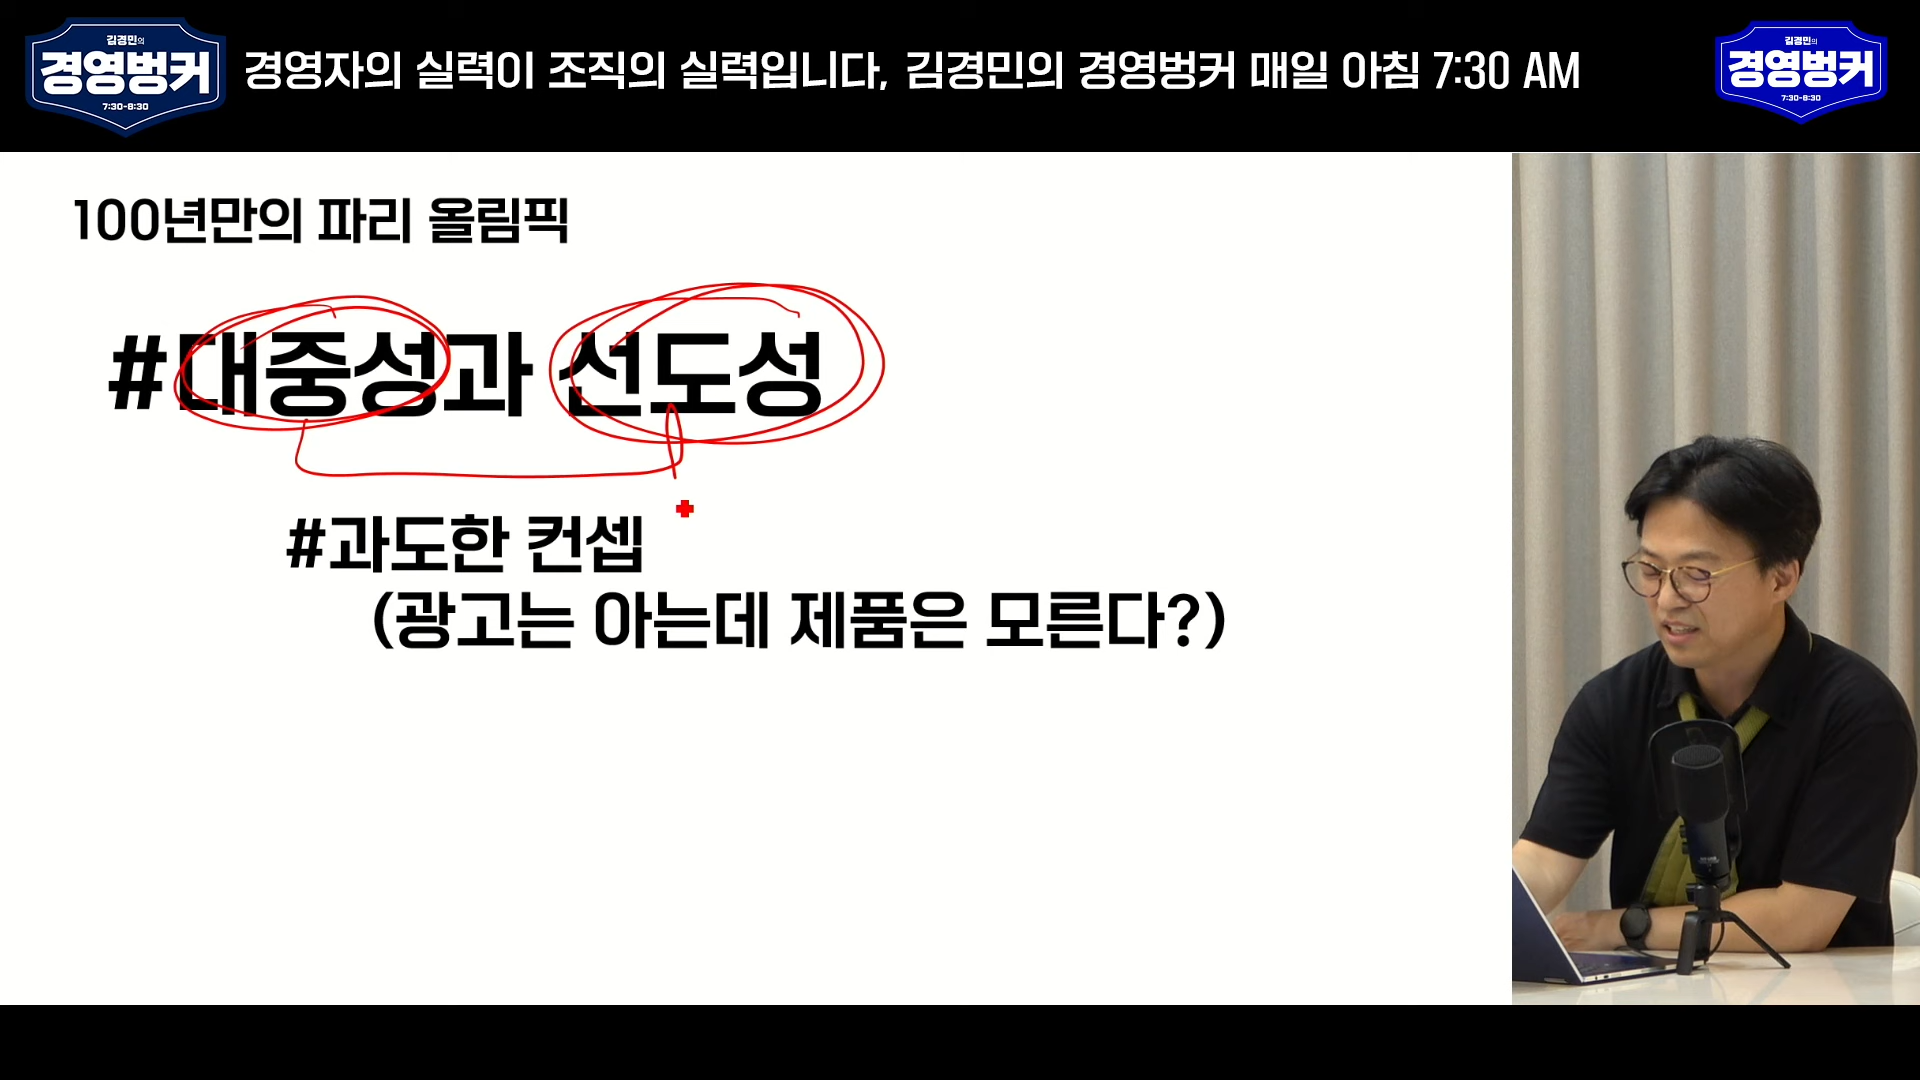 김경민의
경영벙커
7:30-8:30
경영자의 실력이 조직의 실력입니다, 김경민의 경영벙커 매일 아침 7:30 AM
김경민의
경영벙커
7:30-8:30
100년만의 파리 올림픽
#대중성과 선도성
#과도한 컨셉
(광고는 아는데 제품은 모른다?)